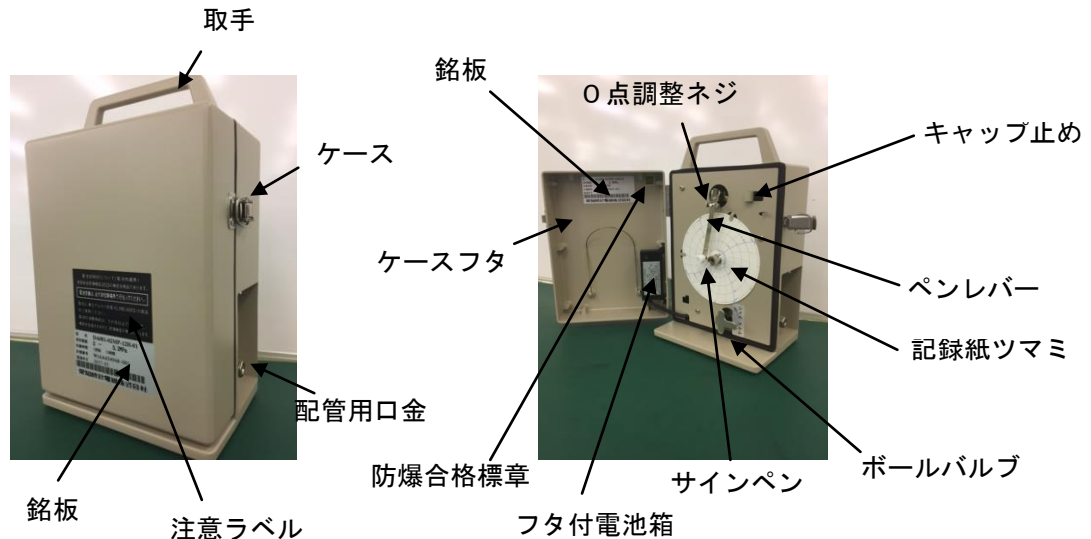 取手
ケース
配管用口金
銘板
注意ラベル
銘板
0点調整ネジ
キャップ止め
ケースフタ
ペンレバー
記録紙ツマミ
ボールバルブ
サインペン
フタ付電池箱
防爆合格標章